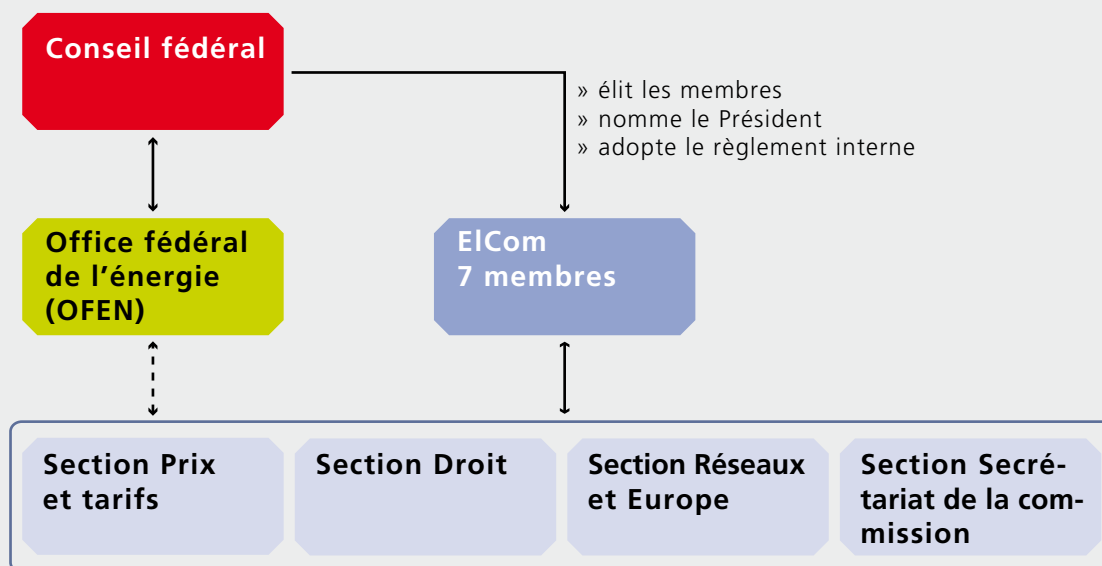 Conseil fédéral
» élit les membres
» nomme le Président
» adopte le règlement interne
Office fédéral
de l'énergie
(OFEN)
ElCom
7 membres
Section Prix
et tarifs
Section Droit
Section Réseaux
et Europe
Section Secré-
tariat de la com-
mission